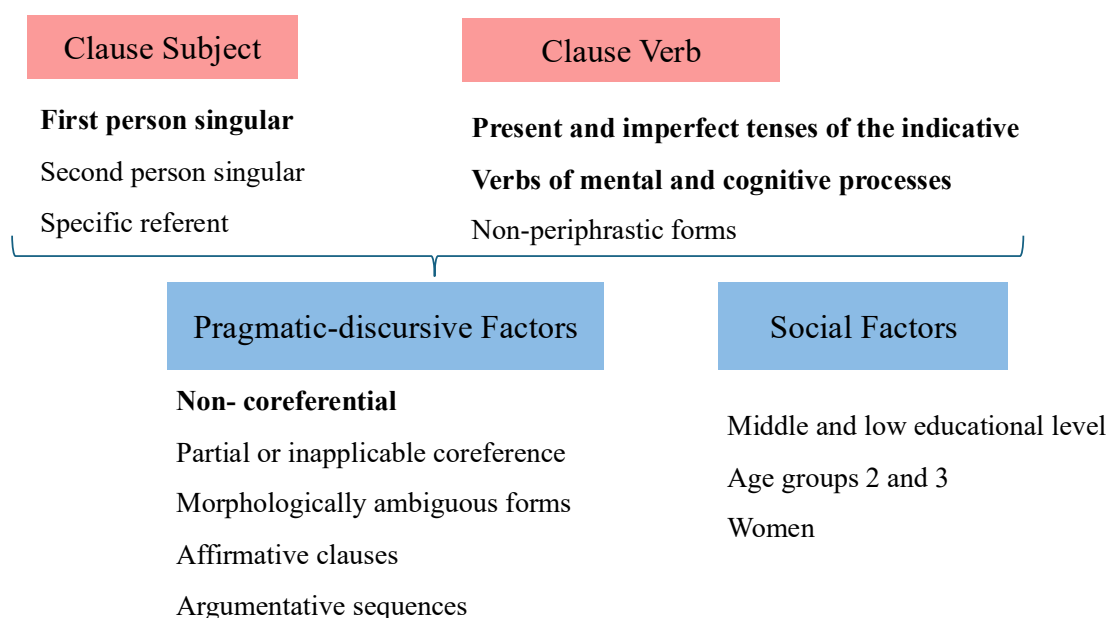 Clause Subject
First person singular
Second person singular
Specific referent
Clause Verb
Present and imperfect tenses of the indicative
Verbs of mental and cognitive processes
Non-periphrastic forms
Pragmatic-discursive Factors
Non- coreferential
Partial or inapplicable coreference
Morphologically ambiguous forms
Affirmative clauses
Argumentative sequences
Social Factors
Middle and low educational level
Age groups 2 and 3
Women